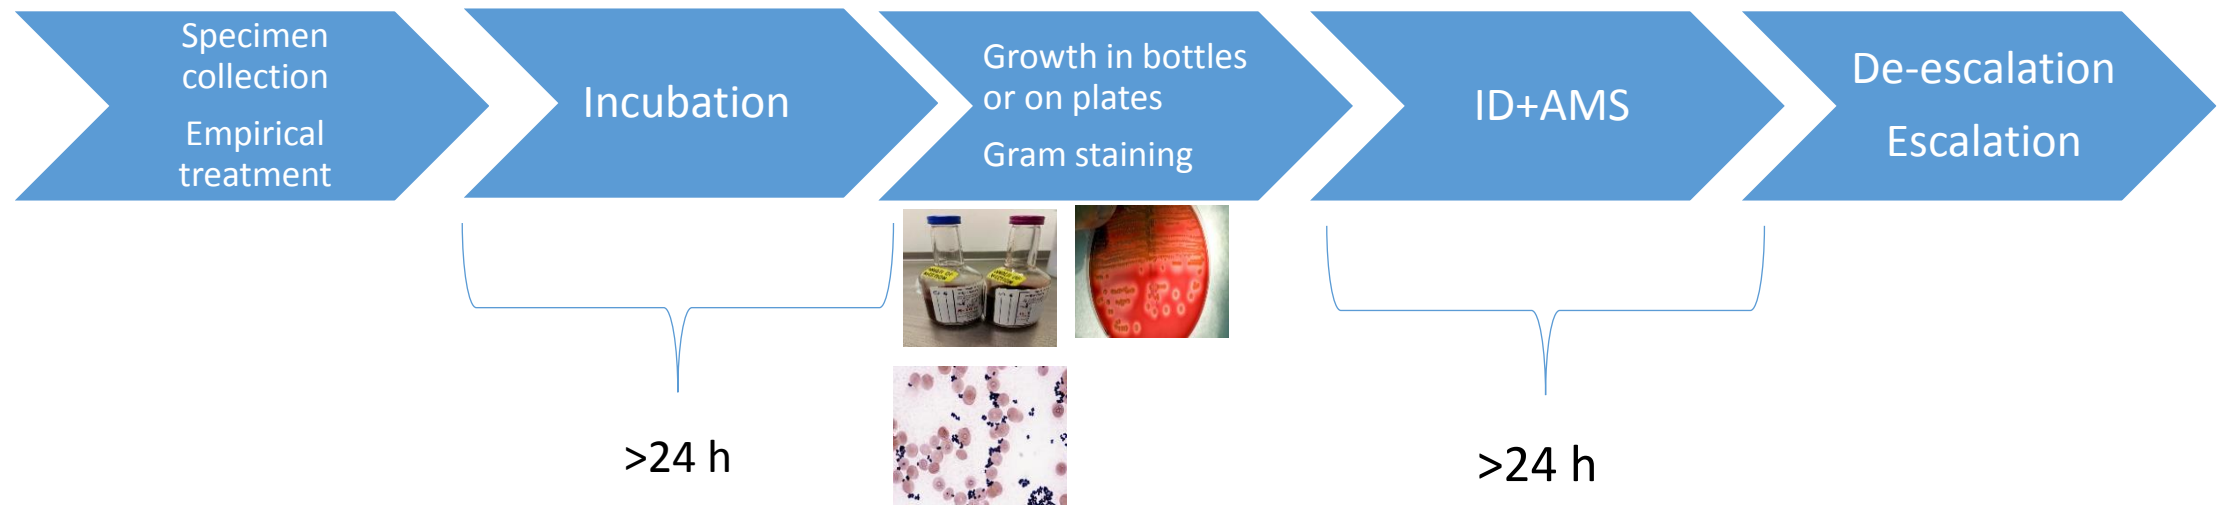 Specimen
collection
Empirical
treatment
Incubation
Growth in bottles
or on plates
Gram staining
ID+AMS
De-escalation
Escalation
>24 h
>24 h